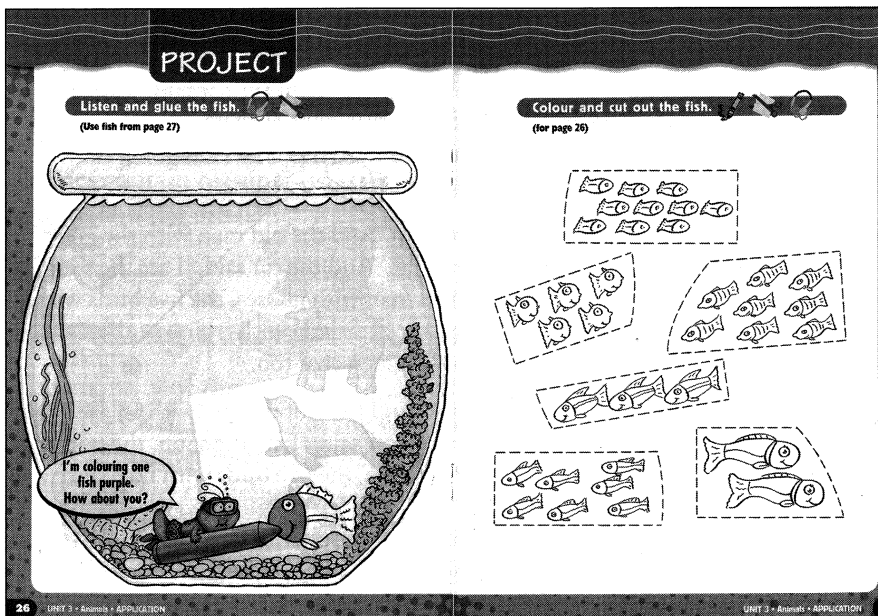 PROJECT
Listen and glue the fish.
(Use fish from page 27)
I'm colouring one
fish purple.
How about you?
26 UNIT 3 • Animals • APPLICATION
Colour and cut out the fish.
(for page 26)
UNIT 3 • Animals • APPLICATION